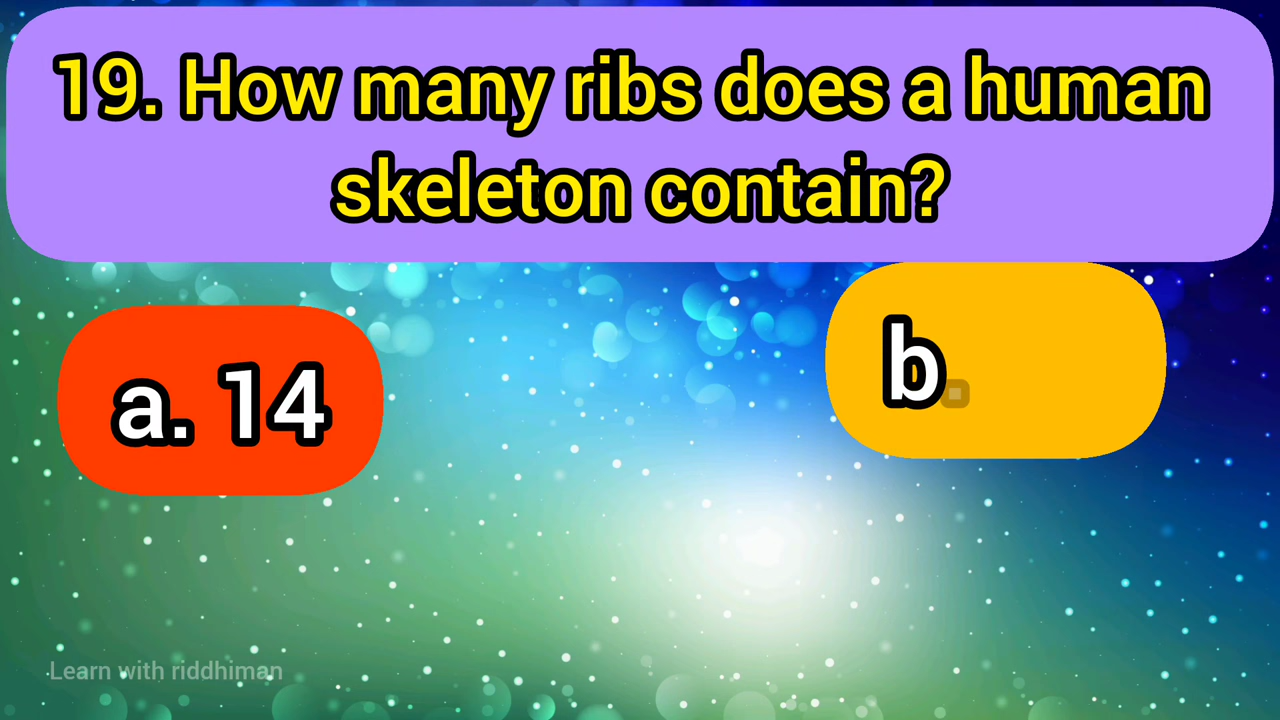 19. How many ribs does a human
skeleton contain?
a. 14
b.
Learn with riddhiman